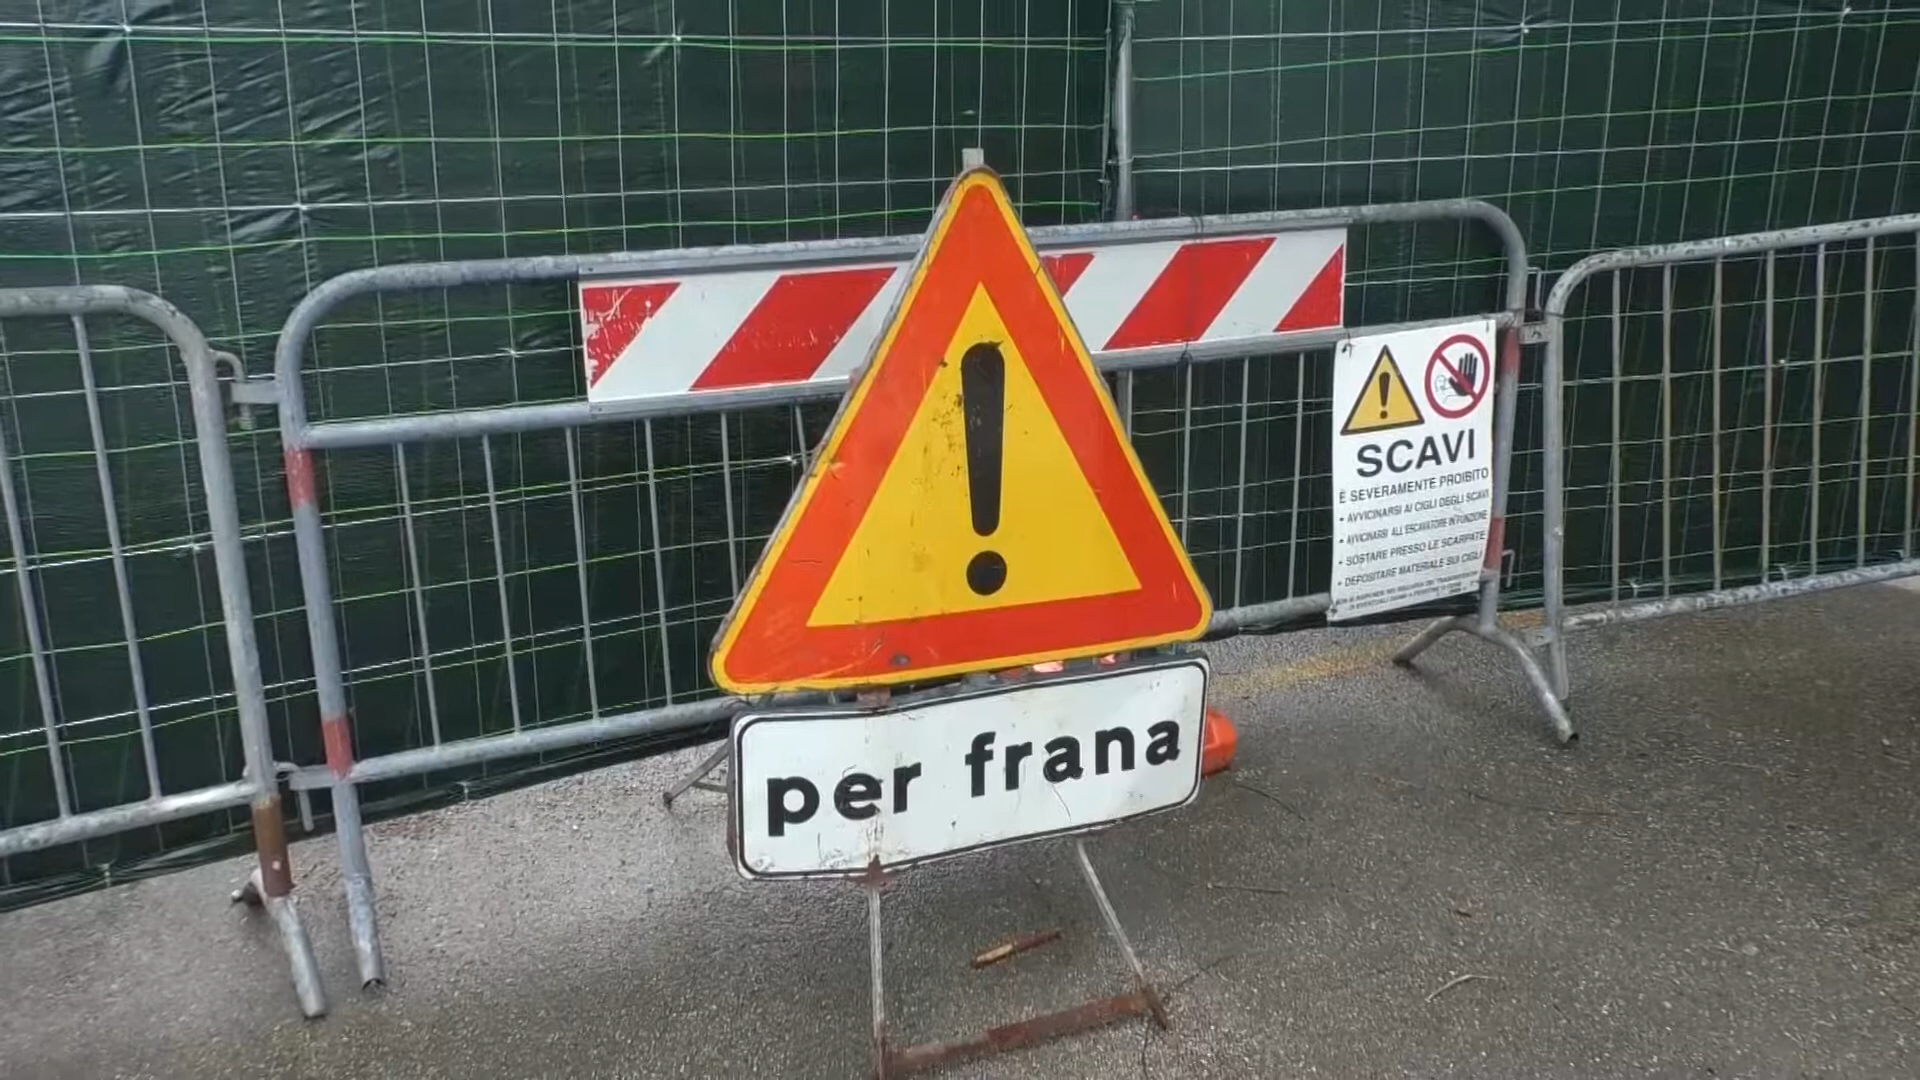 per frana
SCAVI
È SEVERAMENTE PROIBITO
• AVVICINARSI AI CIGLI DEGLI SCAVI
• AVVICINARSI ALL'ESCAVATORE IN FUNZIONE
• SOSTARE PRESSO LE SCARPATE
• DEPOSITARE MATERIALE SUI CIGLI